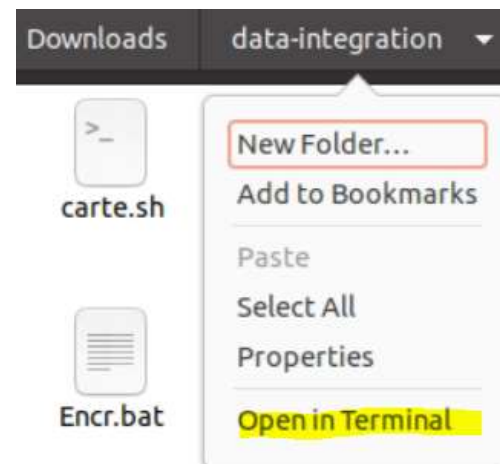 Downloads data-integration
>_
carte.sh
Encr.bat
New Folder...
Add to Bookmarks
Paste
Select All
Properties
Open in Terminal